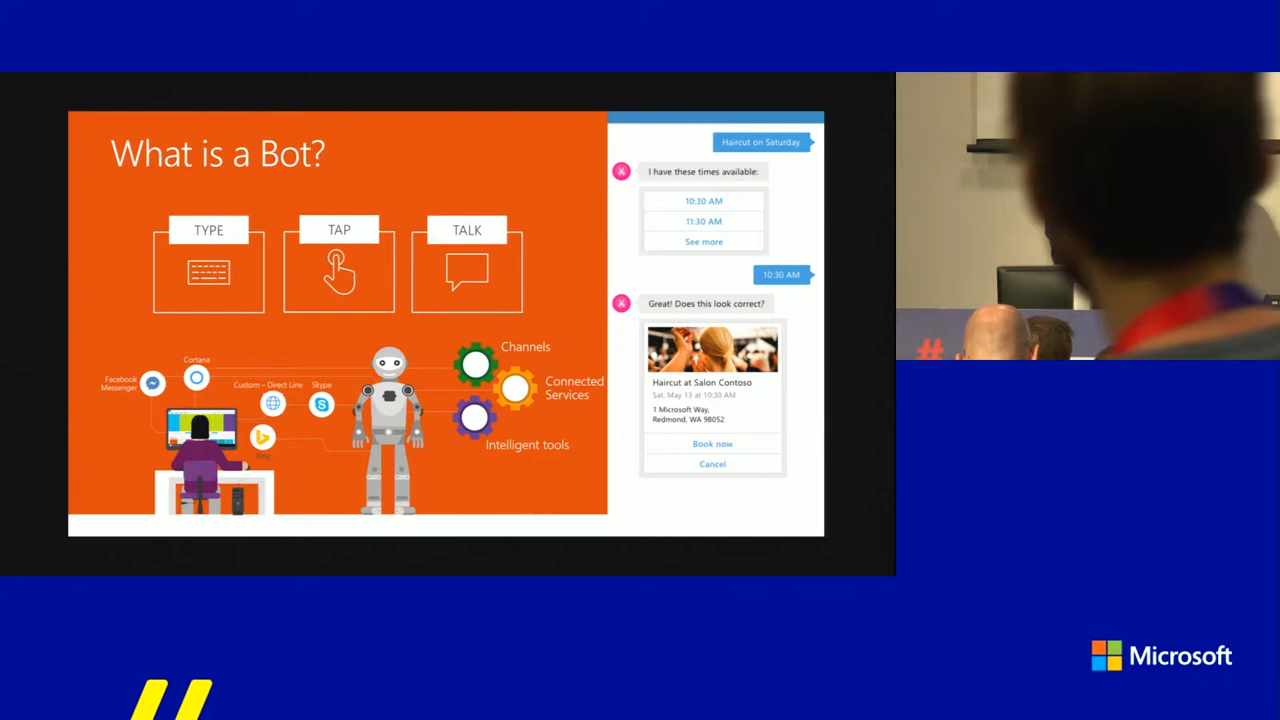 What is a Bot?
TYPE
TAP
TALK
Channels
Cortana
Facebook
Messenger
Connected
Services
Custom – Direct Line
Skype
Intelligent tools
Bing
Haircut on Saturday
I have these times available:
10:30 AM
11:30 AM
See more
10:30 AM
Great! Does this look correct?
Haircut at Salon Contoso
Sat, May 13 at 10:30 AM
1 Microsoft Way,
Redmond, WA 98052
Book now
Cancel
#
Microsoft